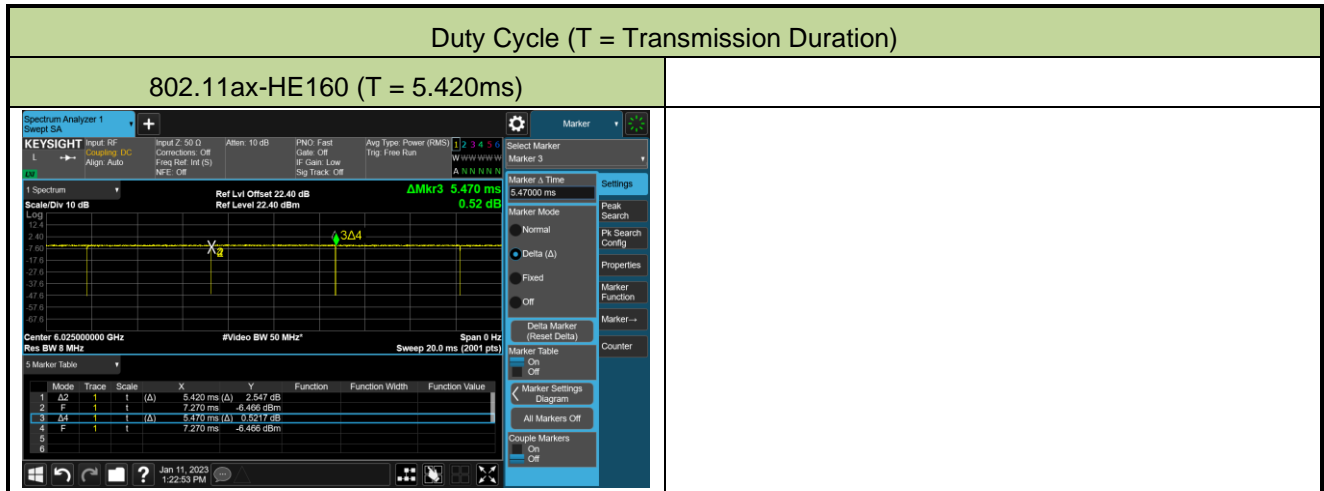 Duty Cycle (T = Transmission Duration)
802.11ax-HE160 (T = 5.420ms)
Spectrum Analyzer 1
Swept SA
Marker
KEYSIGHT
L
Input: RF
Coupling: DC
Align: Auto
Input Z: 50 Ω
Corrections: Off
Freq Ref: Int (S)
NFE: Off
Atten: 10 dB
PNO: Fast
Gate: Off
IF Gain: Low
Sig Track: Off
Avg Type: Power (RMS)
Trig: Free Run
1 2 3 4 5 6
W W W W W W
A N N N N N
Select Marker
Marker 3
1 Spectrum
Scale/Div 10 dB
Log
Ref Lvl Offset 22.40 dB
Ref Level 22.40 dBm
ΔMkr3 5.470 ms
0.52 dB
12.4
2.40
-7.60
-17.6
-27.6
-37.6
-47.6
-57.6
-67.6
3Δ4
Center 6.025000000 GHz
Res BW 8 MHz
#Video BW 50 MHz*
Span 0 Hz
Sweep 20.0 ms (2001 pts)
5 Marker Table
Mode Trace Scale X Y Function Function Width Function Value
1 Δ2 1 t (Δ) 5.420 ms (Δ) 2.547 dB
2 F 1 t 7.270 ms -6.466 dBm
3 Δ4 1 t (Δ) 5.470 ms (Δ) 0.5217 dB
4 F 1 t 7.270 ms -6.466 dBm
5
6
Marker Δ Time
5.47000 ms
Marker Mode
Normal
Delta (Δ)
Fixed
Off
Delta Marker
(Reset Delta)
Marker Table
On
Off
Marker Settings
Diagram
All Markers Off
Couple Markers
On
Off
Settings
Peak
Search
Pk Search
Config
Properties
Marker
Function
Marker→
Counter
Jan 11, 2023
1:22:53 PM